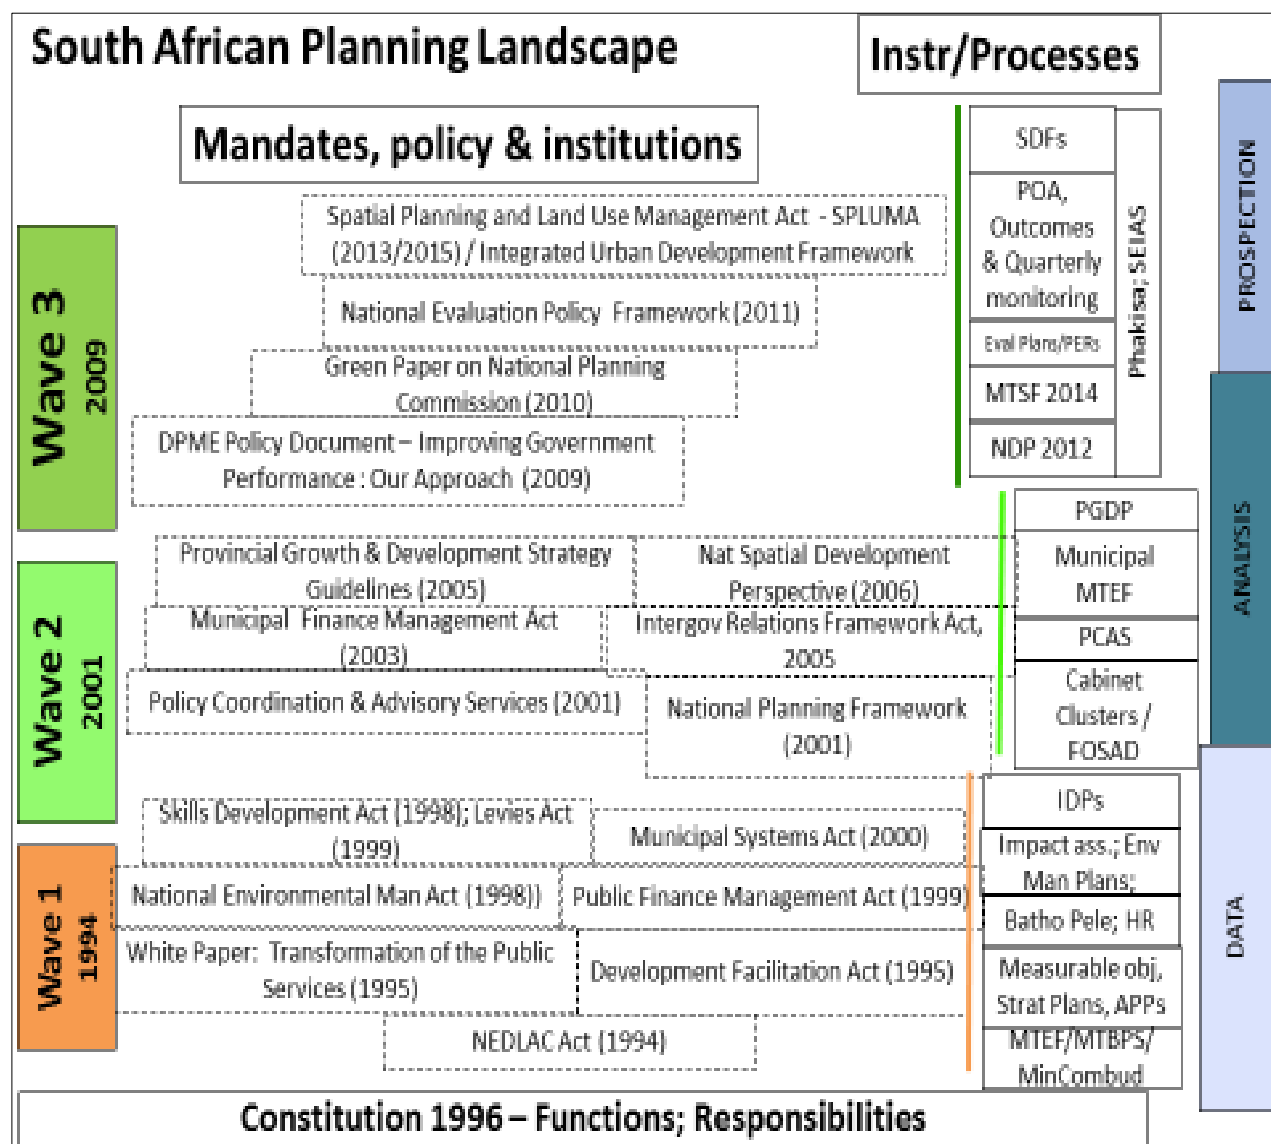 South African Planning Landscape
Instr/Processes
Mandates, policy & institutions
Wave 3
2009
Spatial Planning and Land Use Management Act - SPLUMA
(2013/2015) / Integrated Urban Development Framework
National Evaluation Policy Framework (2011)
Green Paper on National Planning
Commission (2010)
DPME Policy Document – Improving Government
Performance : Our Approach (2009)
SDFs
POA,
Outcomes
& Quarterly
monitoring
Eval Plans/PERs
MTSF 2014
NDP 2012
Phakisa; SEIAS
PROSPECTION
Wave 2
2001
Provincial Growth & Development Strategy
Guidelines (2005)
Nat Spatial Development
Perspective (2006)
Municipal Finance Management Act
(2003)
Intergov Relations Framework Act,
2005
Policy Coordination & Advisory Services (2001)
National Planning Framework
(2001)
PGDP
Municipal
MTEF
PCAS
Cabinet
Clusters /
FOSAD
ANALYSIS
Wave 1
1994
Skills Development Act (1998); Levies Act
(1999)
Municipal Systems Act (2000)
National Environmental Man Act (1998))
Public Finance Management Act (1999)
White Paper: Transformation of the Public
Services (1995)
Development Facilitation Act (1995)
NEDLAC Act (1994)
IDPs
Impact ass.; Env
Man Plans;
Batho Pele; HR
Measurable obj,
Strat Plans, APPs
MTEF/MTBPS/
MinCombud
DATA
Constitution 1996 – Functions; Responsibilities